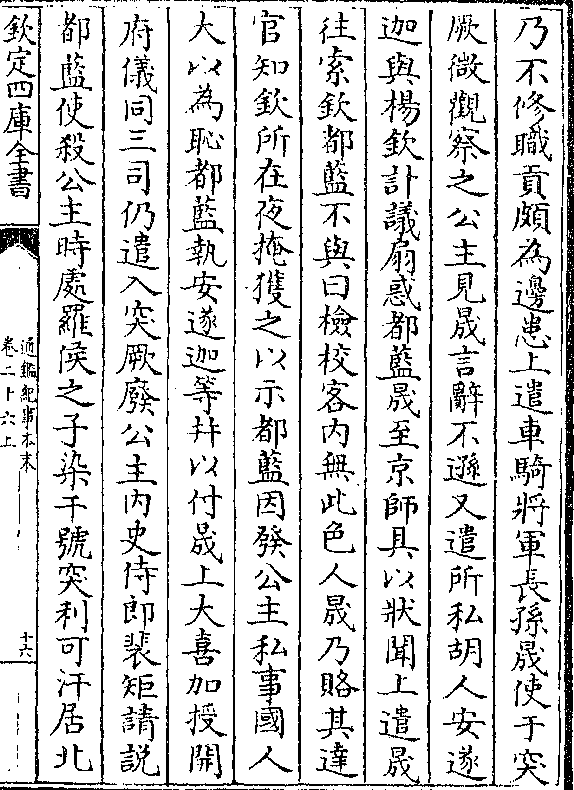 乃不修職貢頗為邊患上遣車騎將軍長孫晟使于突
厥微觀察之公主見晟言辭不遜又遣所私胡人安遂
迦與楊欽計議扇惑都藍晟至京師具以狀聞上遣晟
往索欽都藍不與曰檢校客内無此色人晟乃賂其達
官知欽所在夜掩獲之以示都藍因發公主私事國人
大以為恥都藍執安遂迦等幷以付晟上大喜加授開
府儀同三司仍遣入突厥廢公主内史侍郎裴矩請説
都藍使殺公主時處羅侯之子染干號突利可汗居北
欽定四庫全書
通鑑紀事本末
卷二十六上
十六